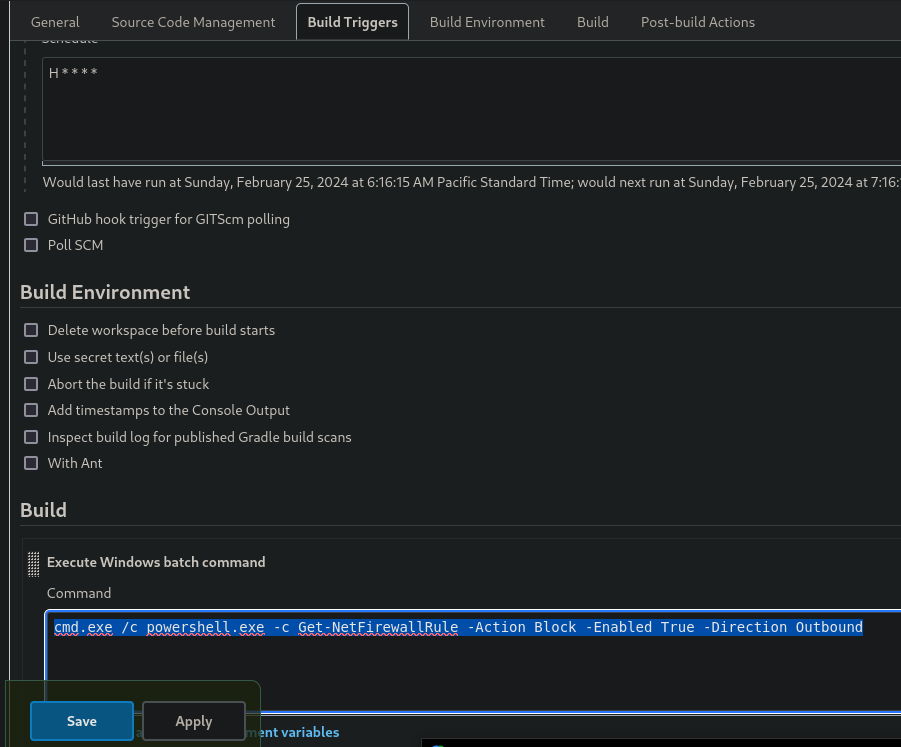 General Source Code Management Build Triggers Build Environment Build Post-build Actions
Schedule
H * * * *
Would last have run at Sunday, February 25, 2024 at 6:16:15 AM Pacific Standard Time; would next run at Sunday, February 25, 2024 at 7:16:
GitHub hook trigger for GITScm polling
Poll SCM
Build Environment
Delete workspace before build starts
Use secret text(s) or file(s)
Abort the build if it's stuck
Add timestamps to the Console Output
Inspect build log for published Gradle build scans
With Ant
Build
Execute Windows batch command
Command
cmd.exe /c powershell.exe -c Get-NetFirewallRule -Action Block -Enabled True -Direction Outbound
Save Apply
ment variables